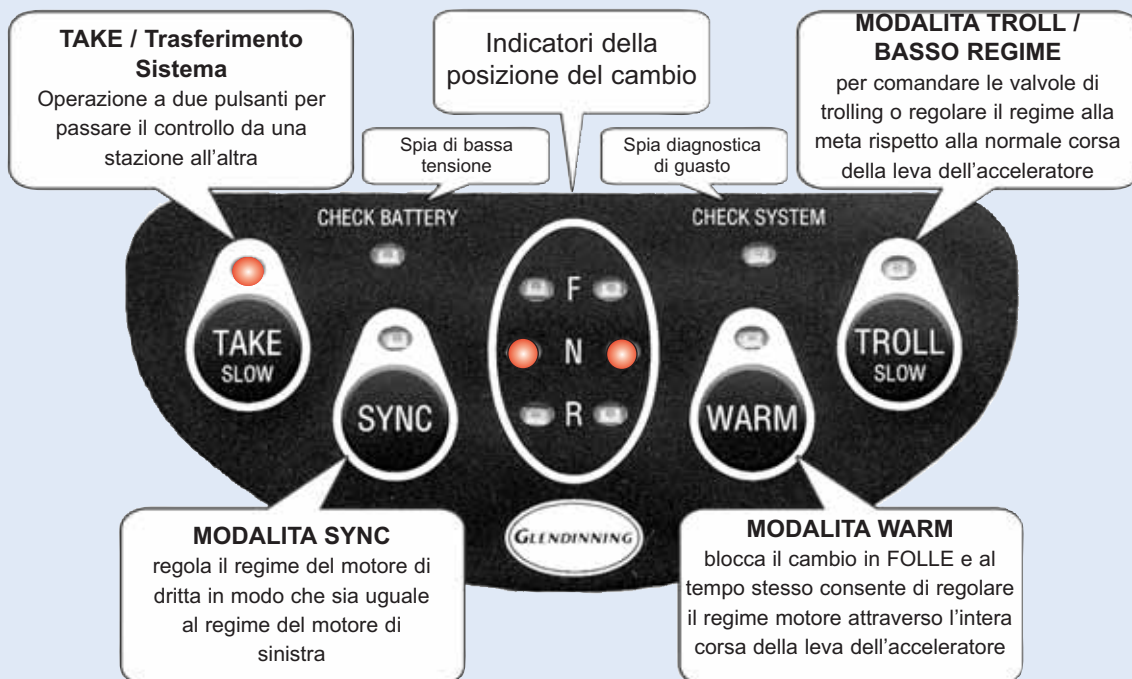 TAKE / Trasferimento
Sistema
Operazione a due pulsanti per
passare il controllo da una
stazione all'altra
Indicatori della
posizione del cambio
MODALITA TROLL /
BASSO REGIME
per comandare le valvole di
trolling o regolare il regime alla
meta rispetto alla normale corsa
della leva dell'acceleratore
Spia di bassa
tensione
Spia diagnostica
di guasto
CHECK BATTERY
CHECK SYSTEM
TAKE
SLOW
SYNC
F
N
R
WARM
TROLL
SLOW
GLENDINNING
MODALITA SYNC
regola il regime del motore di
dritta in modo che sia uguale
al regime del motore di
sinistra
MODALITA WARM
blocca il cambio in FOLLE e al
tempo stesso consente di regolare
il regime motore attraverso l'intera
corsa della leva dell'acceleratore